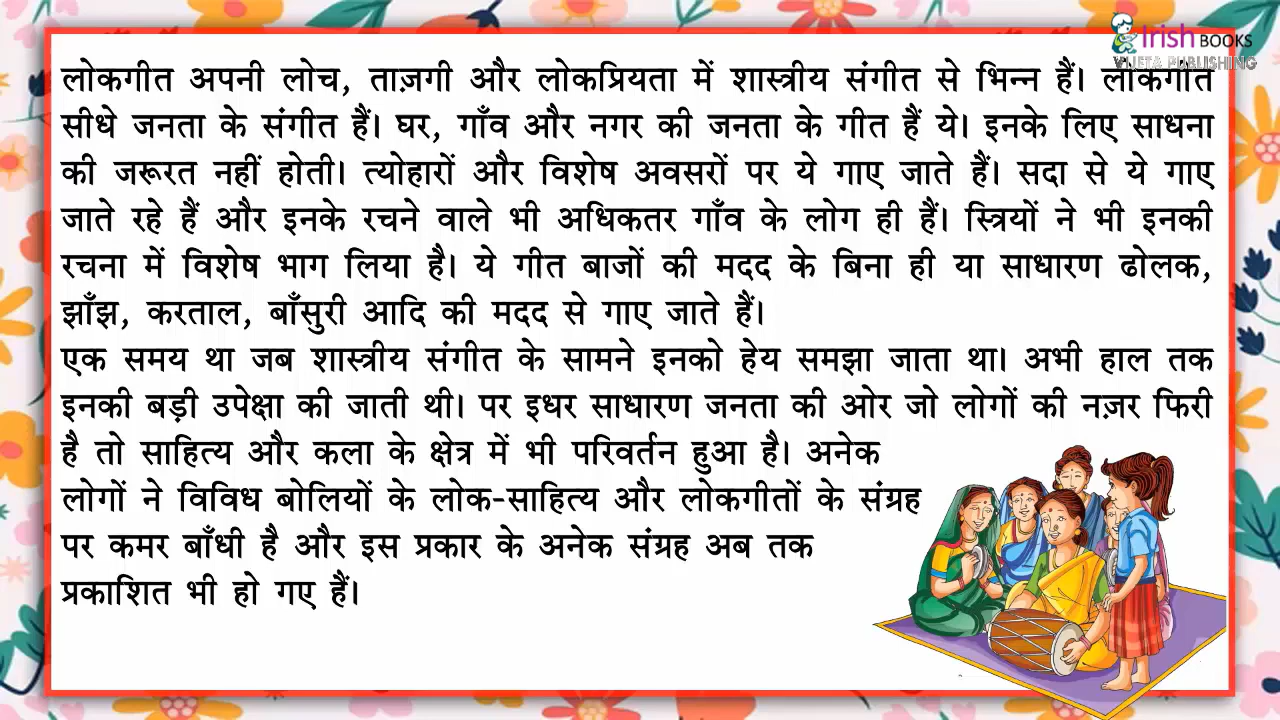 Irish BOOKS
VIJETA PUBLISHING
लोकगीत अपनी लोच, ताज़गी और लोकप्रियता में शास्त्रीय संगीत से भिन्न हैं। लोकगीत
सीधे जनता के संगीत हैं। घर, गाँव और नगर की जनता के गीत हैं ये। इनके लिए साधना
की जरूरत नहीं होती। त्योहारों और विशेष अवसरों पर ये गाए जाते हैं। सदा से ये गाए
जाते रहे हैं और इनके रचने वाले भी अधिकतर गाँव के लोग ही हैं। स्त्रियों ने भी इनकी
रचना में विशेष भाग लिया है। ये गीत बाजों की मदद के बिना ही या साधारण ढोलक,
झाँझ, करताल, बाँसुरी आदि की मदद से गाए जाते हैं।
एक समय था जब शास्त्रीय संगीत के सामने इनको हेय समझा जाता था। अभी हाल तक
इनकी बड़ी उपेक्षा की जाती थी। पर इधर साधारण जनता की ओर जो लोगों की नज़र फिरी
है तो साहित्य और कला के क्षेत्र में भी परिवर्तन हुआ है। अनेक
लोगों ने विविध बोलियों के लोक-साहित्य और लोकगीतों के संग्रह
पर कमर बाँधी है और इस प्रकार के अनेक संग्रह अब तक
प्रकाशित भी हो गए हैं।